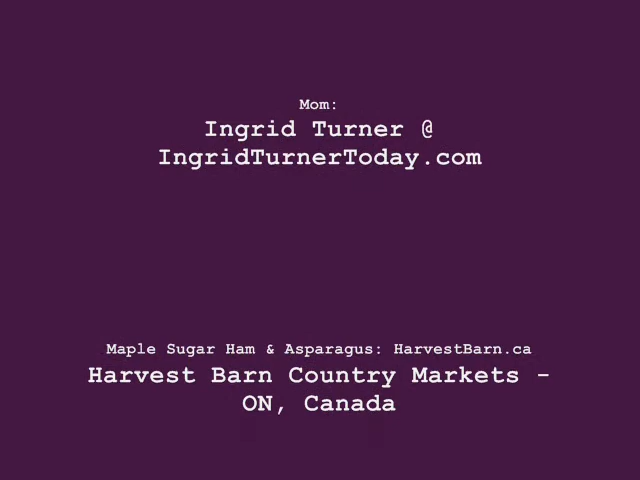 Mom:
Ingrid Turner @
IngridTurnerToday.com
Maple Sugar Ham & Asparagus: HarvestBarn.ca
Harvest Barn Country Markets -
ON, Canada